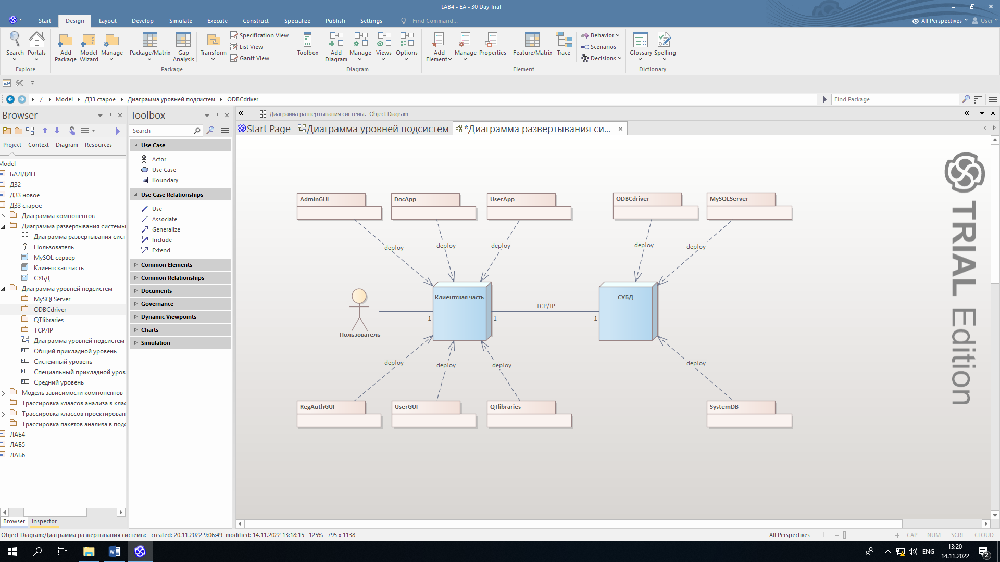 LAB4 - EA - 30 Day Trial
Start Design Layout Develop Simulate Execute Construct Specialize Publish Settings Find Command... All Perspectives User
Search Portals Add Package Model Wizard Manage Package/Matrix Gap Analysis Transform Specification View
List View
Gantt View
Toolbox Add Diagram Manage Views Options Add Element Manage Properties Feature/Matrix Trace Behavior
Scenarios
Decisions
Glossary Spelling
Explore Package Diagram Element Dictionary
/ Model ДЗ3 старое Диаграмма уровней подсистем ODBCdriver Find Package
Browser
Project Context Diagram Resources
Model
БАЛДИН
ДЗ2
ДЗ3 новое
ДЗ3 старое
Диаграмма компонентов
Диаграмма развертывания системы
Диаграмма развертывания сист
Пользователь
MySQL сервер
Клиентская часть
СУБД
Диаграмма уровней подсистем
MySQLServer
ODBCdriver
QTlibraries
TCP/IP
Диаграмма уровней подсистем
Общий прикладной уровень
Системный уровень
Специальный прикладной уров
Средний уровень
Модель зависимости компонентов
Трассировка клаасов анализа в клас
Трассировка классов проектирован
Трассировка пакетов анализа в подс
ЛАБ4
ЛАБ5
ЛАБ6
Browser Inspector
Toolbox
Search
Use Case
Actor
Use Case
Boundary
Use Case Relationships
Use
Associate
Generalize
Include
Extend
Common Elements
Common Relationships
Documents
Governance
Dynamic Viewpoints
Charts
Simulation
Диаграмма развертывания системы. Object Diagram
Start Page Диаграмма уровней подсистем *Диаграмма развертывания си...
AdminGUI DocApp UserApp ODBCdriver MySQLServer
deploy deploy deploy deploy deploy
Клиентская часть СУБД
TCP/IP
1 1 1
Пользователь
deploy deploy deploy deploy
RegAuthGUI UserGUI QTlibraries SystemDB
TRIAL Edition
Object Diagram:Диаграмма развертывания системы: created: 20.11.2022 9:06:49 modified: 14.11.2022 13:18:15 125% 795 x 1138 All Perspectives CAP NUM SCRL CLOUD
ENG 13:20
14.11.2022
2